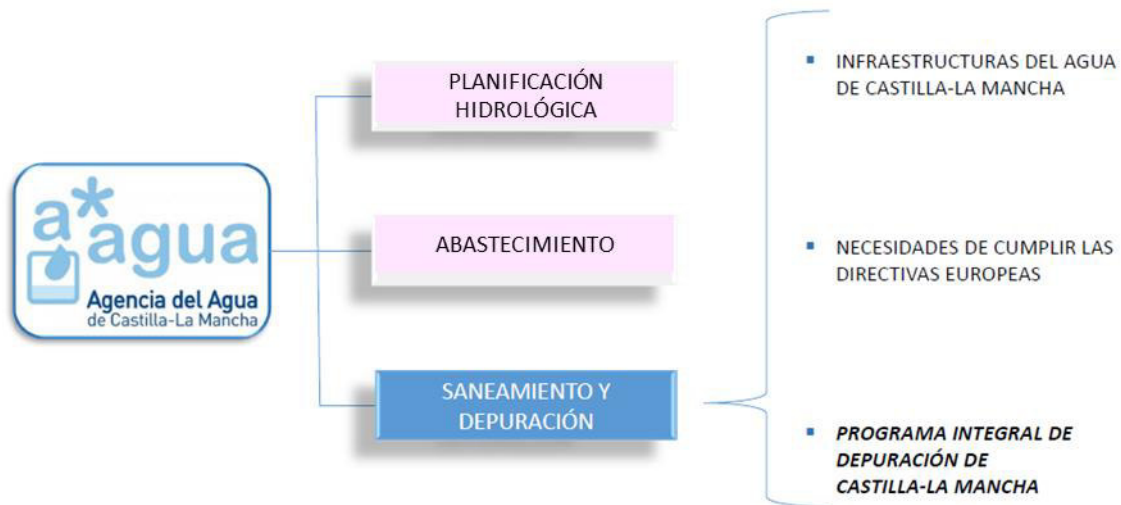 a*
agua
Agencia del Agua
de Castilla-La Mancha
PLANIFICACIÓN
HIDROLÓGICA
ABASTECIMIENTO
SANEAMIENTO Y
DEPURACIÓN
▪ INFRAESTRUCTURAS DEL AGUA
DE CASTILLA-LA MANCHA
▪ NECESIDADES DE CUMPLIR LAS
DIRECTIVAS EUROPEAS
▪ PROGRAMA INTEGRAL DE
DEPURACIÓN DE
CASTILLA-LA MANCHA